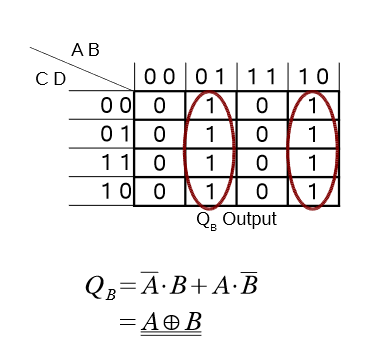 A B
C D
0 0 0 1 1 1 1 0
0 0 0 1 0 1
0 1 0 1 0 1
1 1 0 1 0 1
1 0 0 1 0 1
Q_B Output
Q_B = A̅·B + A·B̅
= A⊕B